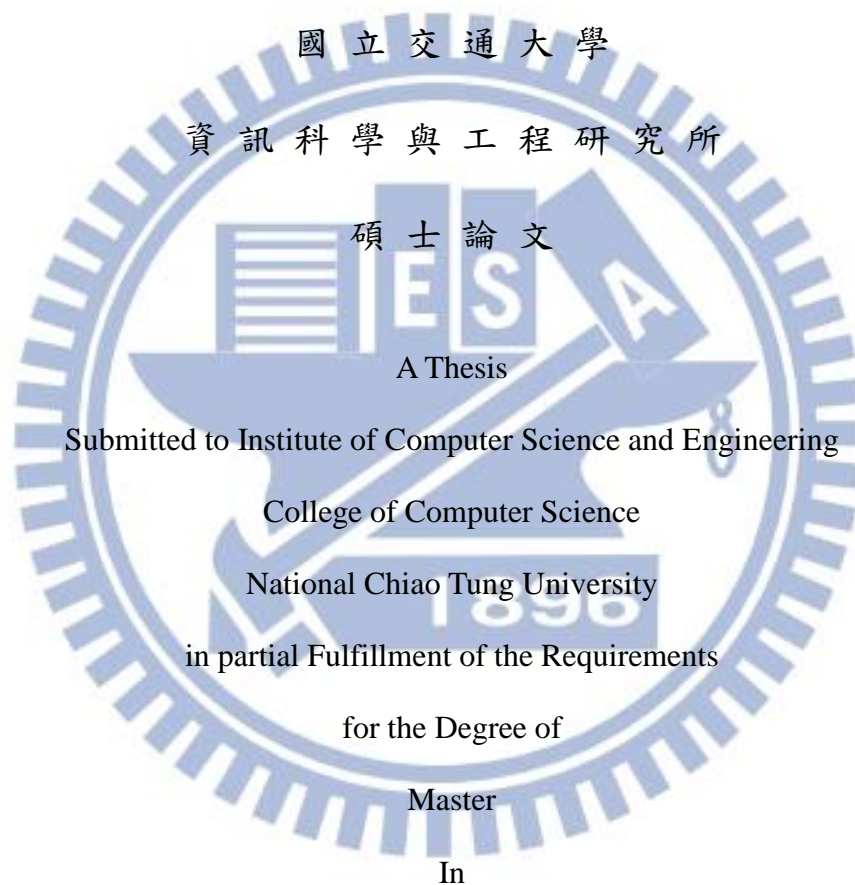 國立交通大學
資訊科學與工程研究所
碩士論文
E S A
A Thesis
Submitted to Institute of Computer Science and Engineering
College of Computer Science
National Chiao Tung University
1896
in partial Fulfillment of the Requirements
for the Degree of
Master
In